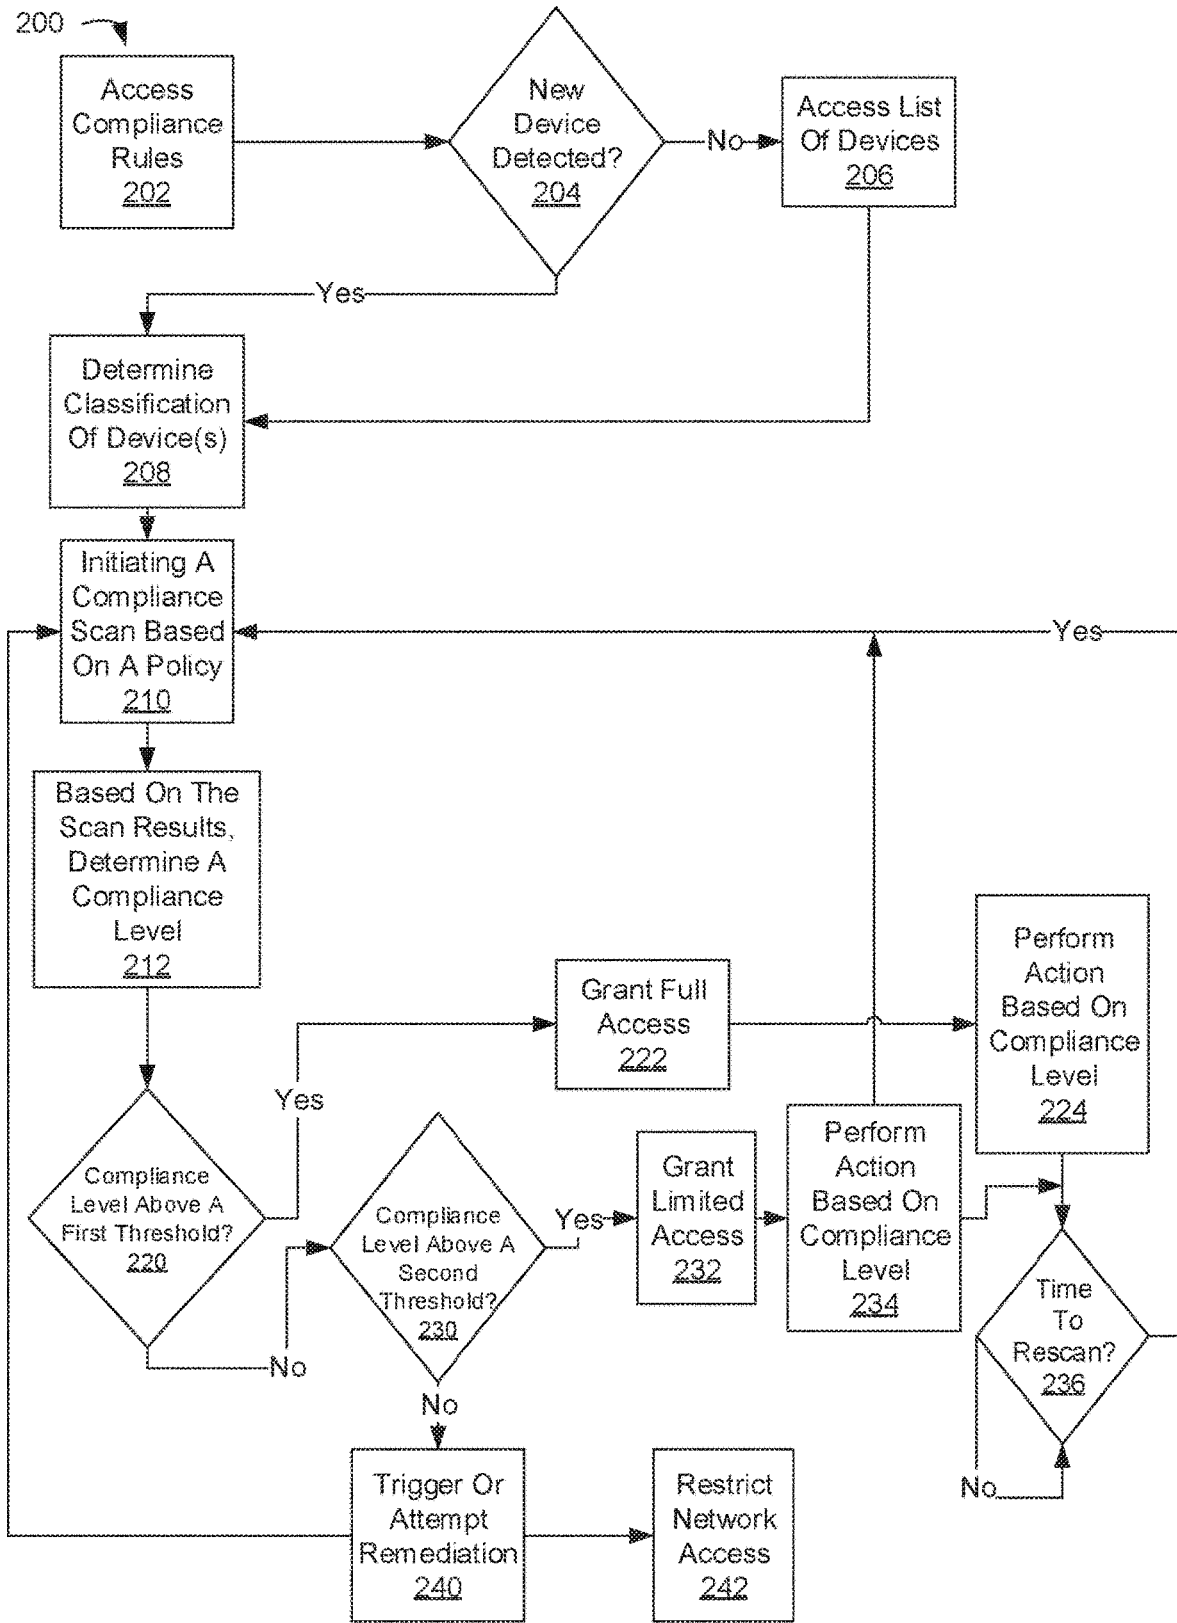 200
Access
Compliance
Rules
202
New
Device
Detected?
204
No
Access List
Of Devices
206
Yes
Determine
Classification
Of Device(s)
208
Initiating A
Compliance
Scan Based
On A Policy
210
Yes
Based On The
Scan Results,
Determine A
Compliance
Level
212
Compliance
Level Above A
First Threshold?
220
Yes
Grant Full
Access
222
Perform
Action
Based On
Compliance
Level
224
No
Compliance
Level Above A
Second
Threshold?
230
Yes
Grant
Limited
Access
232
Perform
Action
Based On
Compliance
Level
234
Time
To
Rescan?
236
No
No
Trigger Or
Attempt
Remediation
240
Restrict
Network
Access
242